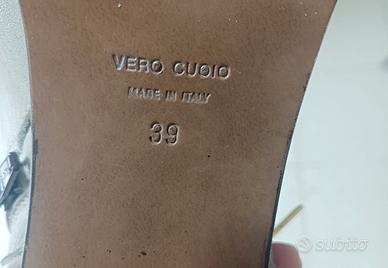 VERO CUOIO
MADE IN ITALY
39
subito